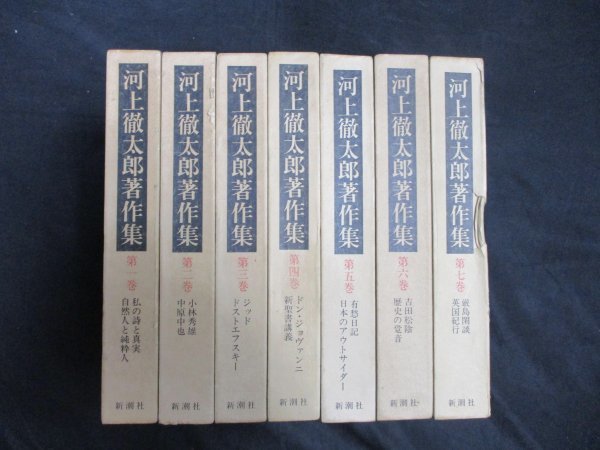 河上徹太郎著作集
第一巻
私の詩と真実
自然人と純粋人
新潮社
河上徹太郎著作集
第二巻
小林秀雄
中原中也
新潮社
河上徹太郎著作集
第三巻
ジッド
ドストエフスキー
新潮社
河上徹太郎著作集
第四巻
ドン・ジョヴァンニ
新聖書講義
新潮社
河上徹太郎著作集
第五巻
有愁日記
日本のアウトサイダー
新潮社
河上徹太郎著作集
第六巻
吉田松陰
歴史の跫音
新潮社
河上徹太郎著作集
第七巻
厳島閑談
英国紀行
新潮社